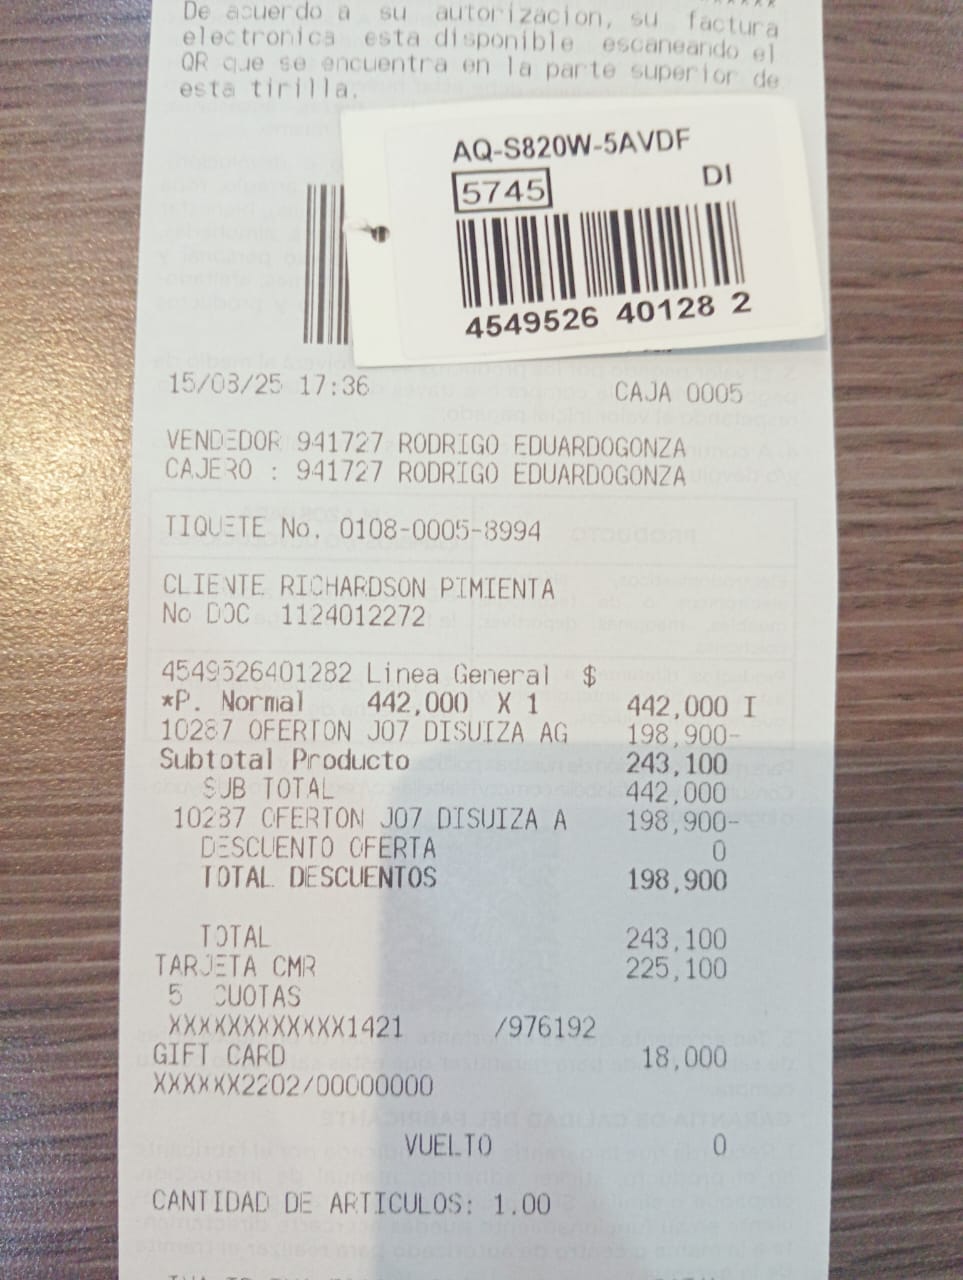 De acuerdo a su autorizacion, su factura
electronica esta disponible escaneando el
QR que se encuentra en la parte superior de
esta tirilla.
AQ-S820W-5AVDF
5745
DI
4549526 40128 2
15/03/25 17:36 CAJA 0005
VENDEDOR 941727 RODRIGO EDUARDOGONZA
CAJERO : 941727 RODRIGO EDUARDOGONZA
TIQUETE No. 0108-0005-8994
CLIENTE RICHARDSON PIMIENTA
No DOC 1124012272
4549526401282 Linea General $
*P. Normal 442,000 X 1 442,000 I
10287 OFERTON J07 DISUIZA AG 198,900-
Subtotal Producto 243,100
SUB TOTAL 442,000
10287 OFERTON J07 DISUIZA A 198,900-
DESCUENTO OFERTA 0
TOTAL DESCUENTOS 198,900
TOTAL 243,100
TARJETA CMR 225,100
5 CUOTAS
XXXXXXXXXXXX1421 /976192
GIFT CARD 18,000
XXXXXX2202/00000000
VUELTO 0
CANTIDAD DE ARTICULOS: 1.00